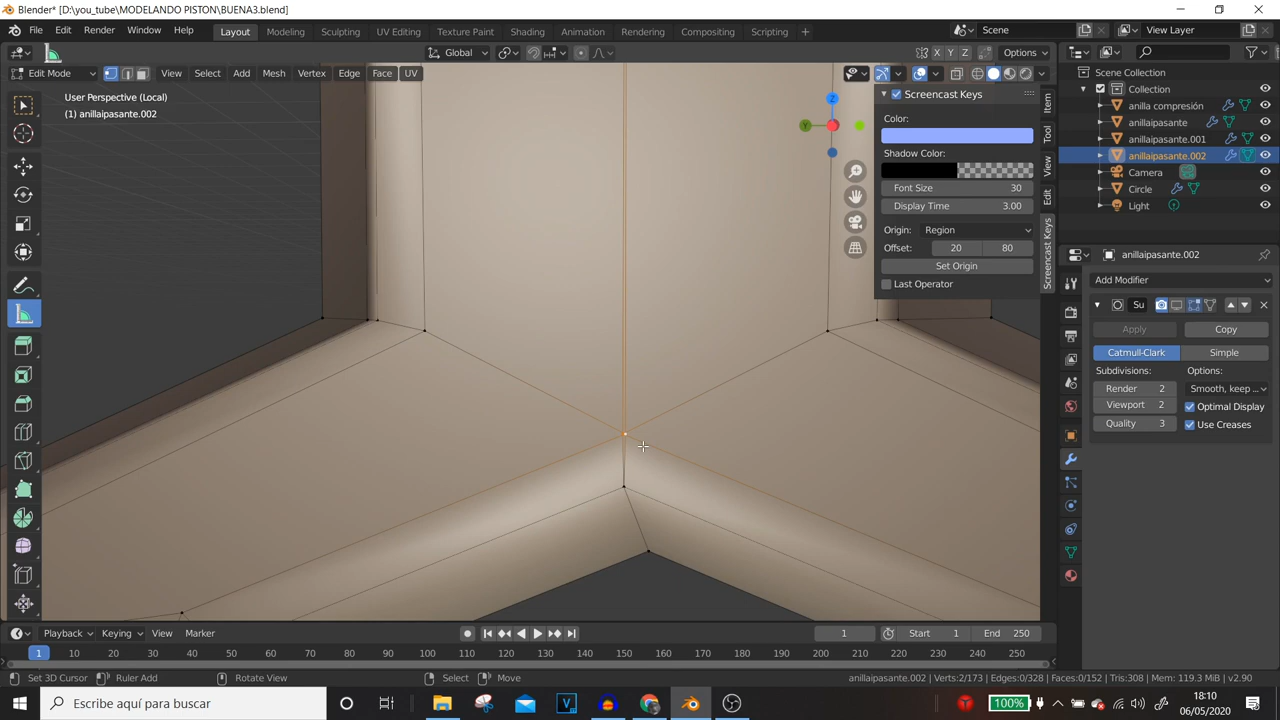 Blender* [D:\you_tube\MODELANDO PISTON\BUENA3.blend]
File Edit Render Window Help Layout Modeling Sculpting UV Editing Texture Paint Shading Animation Rendering Compositing Scripting Scene View Layer
Global X Y Z Options
Edit Mode View Select Add Mesh Vertex Edge Face UV
User Perspective (Local)
(1) anillaipasante.002
Z
Y
Screencast Keys
Color:
Shadow Color:
Font Size 30
Display Time 3.00
Origin: Region
Offset: 20 80
Set Origin
Last Operator
Item
Tool
View
Edit
Screencast Keys
Scene Collection
Collection
anilla compresión
anillaipasante
anillaipasante.001
anillaipasante.002
Camera
Circle
Light
anillaipasante.002
Add Modifier
Su
Apply Copy
Catmull-Clark Simple
Subdivisions: Options:
Render 2 Smooth, keep ...
Viewport 2 Optimal Display
Quality 3 Use Creases
Playback Keying View Marker 1 Start 1 End 250
1 10 20 30 40 50 60 70 80 90 100 110 120 130 140 150 160 170 180 190 200 210 220 230 240 250
Set 3D Cursor Ruler Add Rotate View Select Move anillaipasante.002 | Verts:2/173 | Edges:0/328 | Faces:0/152 | Tris:308 | Mem: 119.3 MiB | v2.90
Escribe aquí para buscar 100% 18:10
06/05/2020